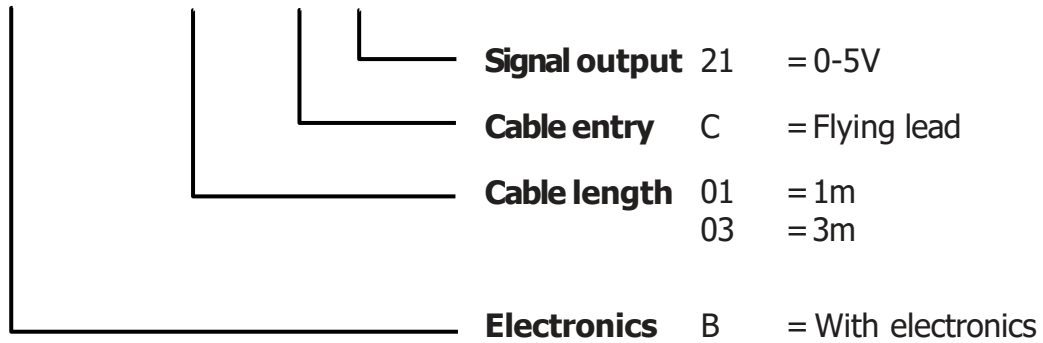 Signal output 21 = 0-5V
Cable entry C = Flying lead
Cable length 01 = 1m
03 = 3m
Electronics B = With electronics